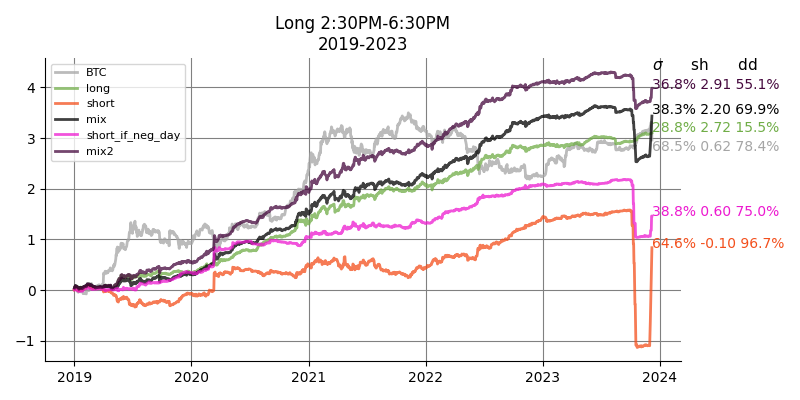 Long 2:30PM-6:30PM
2019-2023
σ sh dd
BTC
long
short
mix
short_if_neg_day
mix2
36.8% 2.91 55.1%
38.3% 2.20 69.9%
28.8% 2.72 15.5%
68.5% 0.62 78.4%
38.8% 0.60 75.0%
64.6% -0.10 96.7%
4
3
2
1
0
−1
2019 2020 2021 2022 2023 2024